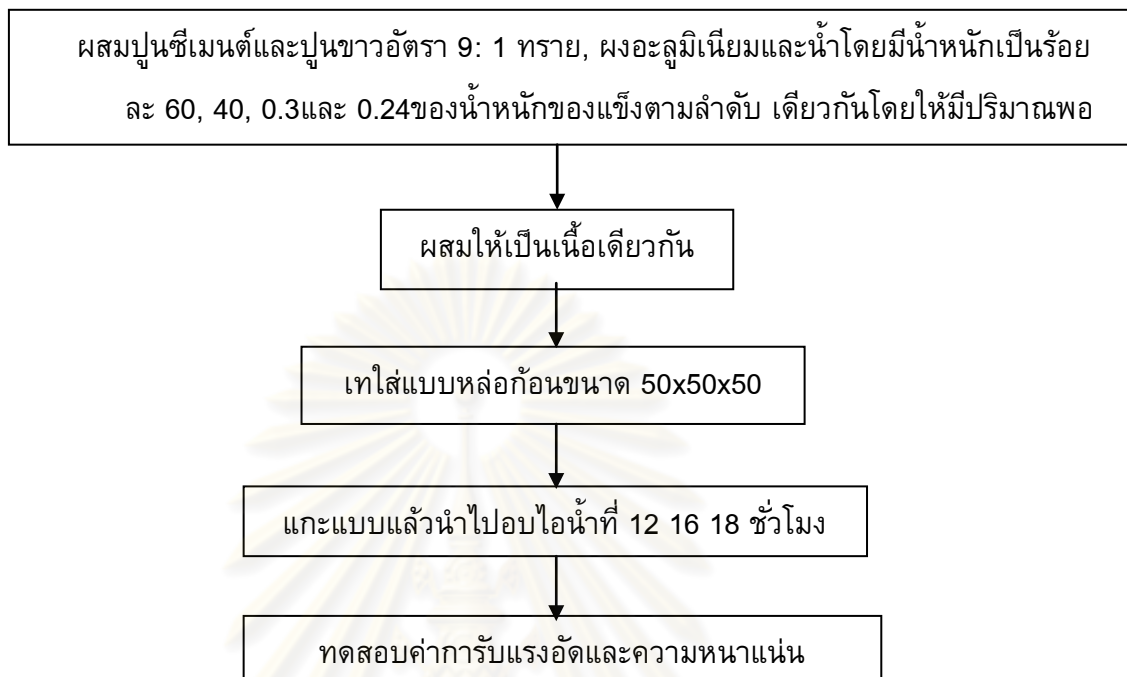 ผสมปูนซีเมนต์และปูนขาวอัตรา 9: 1 ทราย, ผงอะลูมิเนียมและน้ำโดยมีน้ำหนักเป็นร้อย
ละ 60, 40, 0.3และ 0.24ของน้ำหนักของแข็งตามลำดับ เดียวกันโดยให้มีปริมาณพอ
ผสมให้เป็นเนื้อเดียวกัน
เทใส่แบบหล่อก้อนขนาด 50x50x50
แกะแบบแล้วนำไปอบไอน้ำที่ 12 16 18 ชั่วโมง
ทดสอบค่าการับแรงอัดและความหนาแน่น